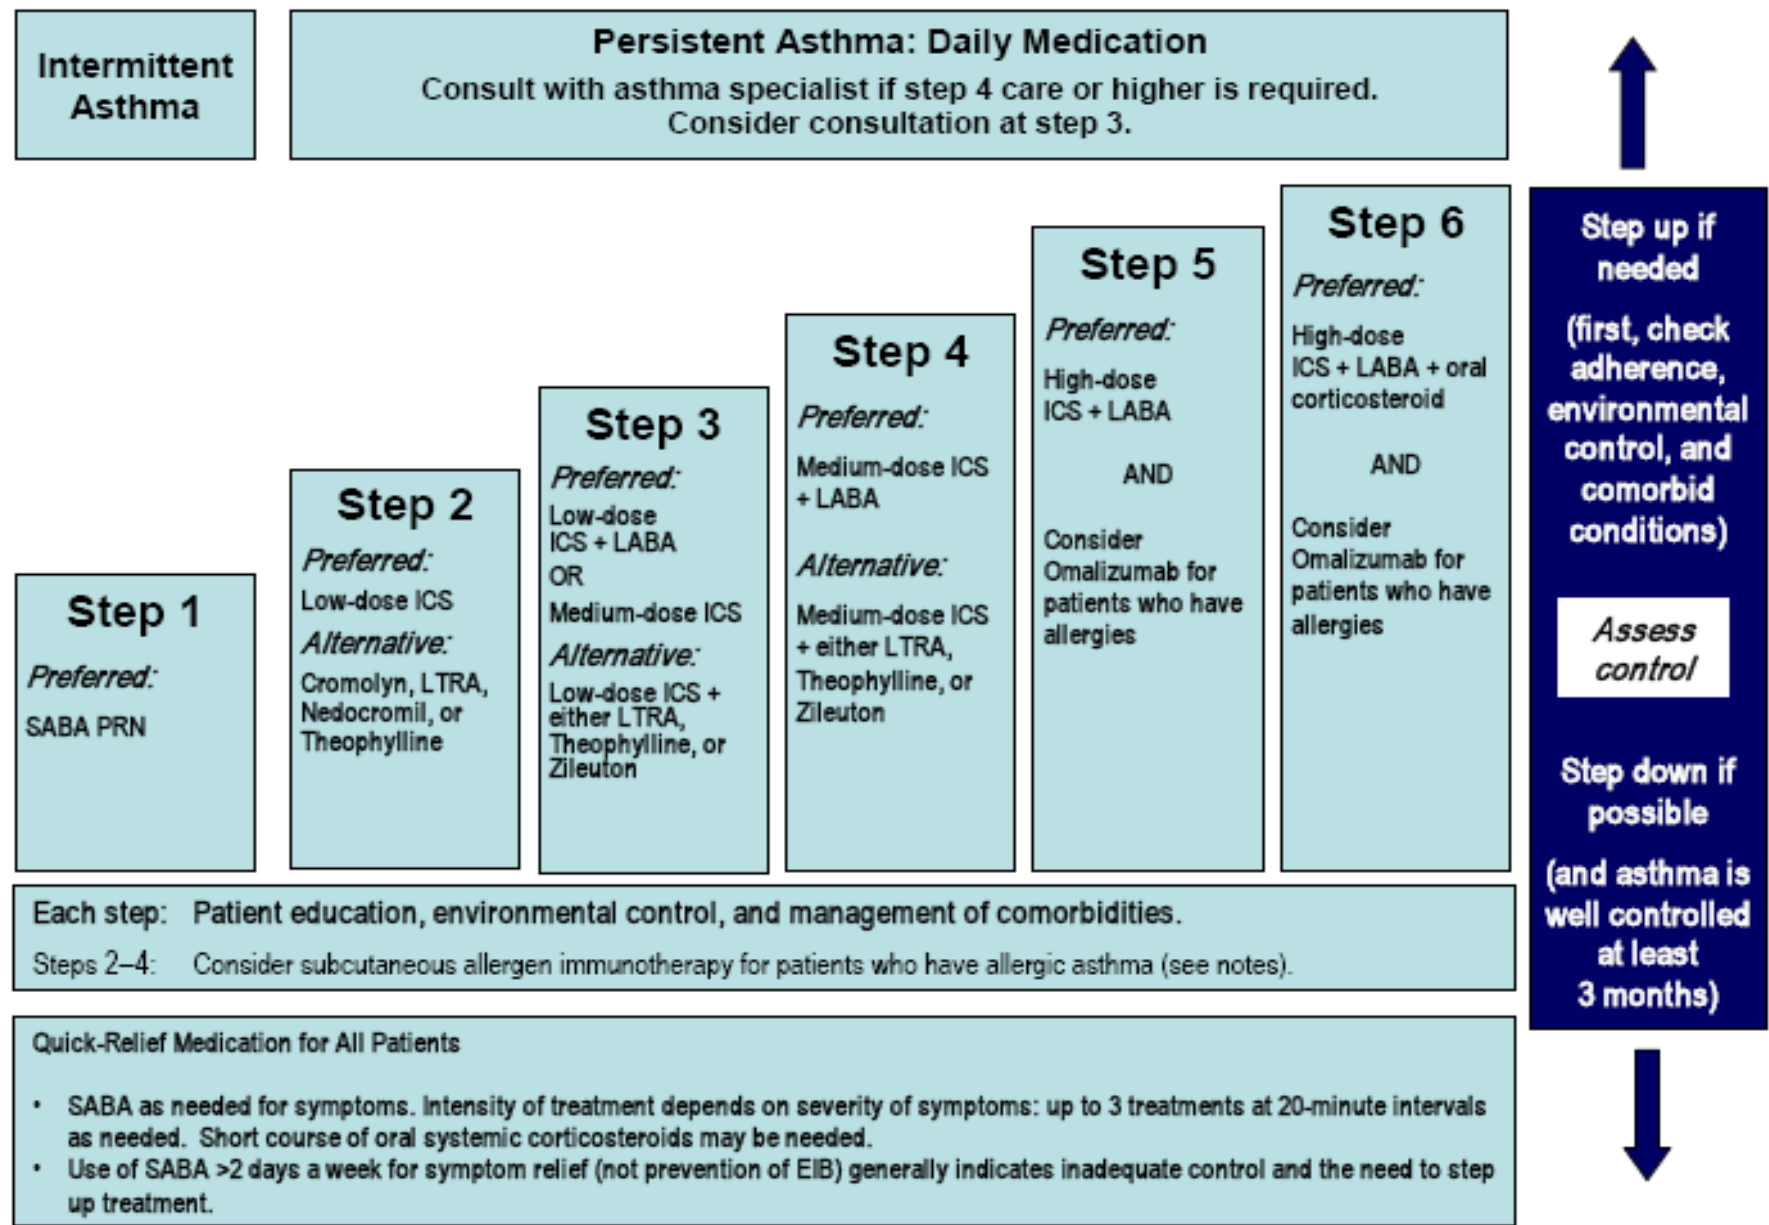 Intermittent
Asthma
Persistent Asthma: Daily Medication
Consult with asthma specialist if step 4 care or higher is required.
Consider consultation at step 3.
Step 1
Preferred:
SABA PRN
Step 2
Preferred:
Low-dose ICS
Alternative:
Cromolyn, LTRA,
Nedocromil, or
Theophylline
Step 3
Preferred:
Low-dose
ICS + LABA
OR
Medium-dose ICS
Alternative:
Low-dose ICS +
either LTRA,
Theophylline, or
Zileuton
Step 4
Preferred:
Medium-dose ICS
+ LABA
Alternative:
Medium-dose ICS
+ either LTRA,
Theophylline, or
Zileuton
Step 5
Preferred:
High-dose
ICS + LABA
AND
Consider
Omalizumab for
patients who have
allergies
Step 6
Preferred:
High-dose
ICS + LABA + oral
corticosteroid
AND
Consider
Omalizumab for
patients who have
allergies
Step up if
needed
(first, check
adherence,
environmental
control, and
comorbid
conditions)
Assess
control
Step down if
possible
(and asthma is
well controlled
at least
3 months)
Each step: Patient education, environmental control, and management of comorbidities.
Steps 2–4: Consider subcutaneous allergen immunotherapy for patients who have allergic asthma (see notes).
Quick-Relief Medication for All Patients
• SABA as needed for symptoms. Intensity of treatment depends on severity of symptoms: up to 3 treatments at 20-minute intervals
as needed. Short course of oral systemic corticosteroids may be needed.
• Use of SABA >2 days a week for symptom relief (not prevention of EIB) generally indicates inadequate control and the need to step
up treatment.